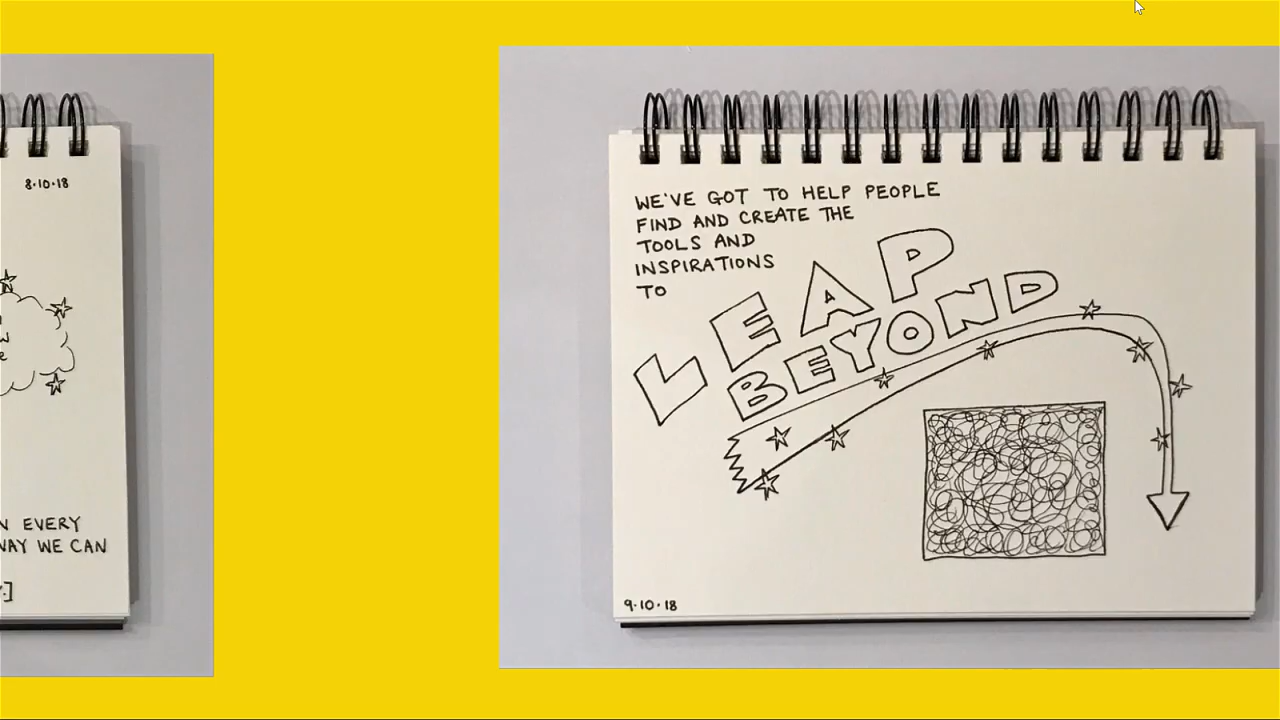 8.10.18
N EVERY
WAY WE CAN
.]
WE'VE GOT TO HELP PEOPLE
FIND AND CREATE THE
TOOLS AND
INSPIRATIONS
TO
LEAP
BEYOND
9.10.18